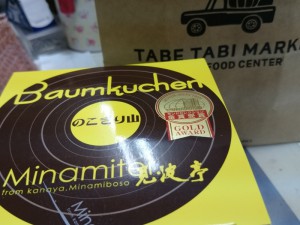 TABE TABI MARK
FOOD CENTER
Baumkuchen
のこぎり山
GOLD
AWARD
Minamitei 見波亭
from kanaya, Minamiboso